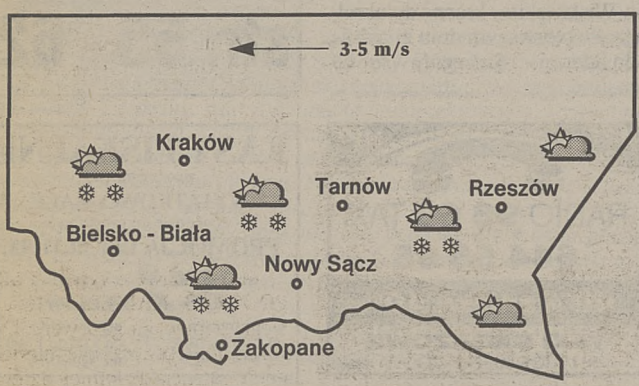 3-5 m/s
Kraków
Tarnów
Rzeszów
Bielsko - Biała
Nowy Sącz
Zakopane